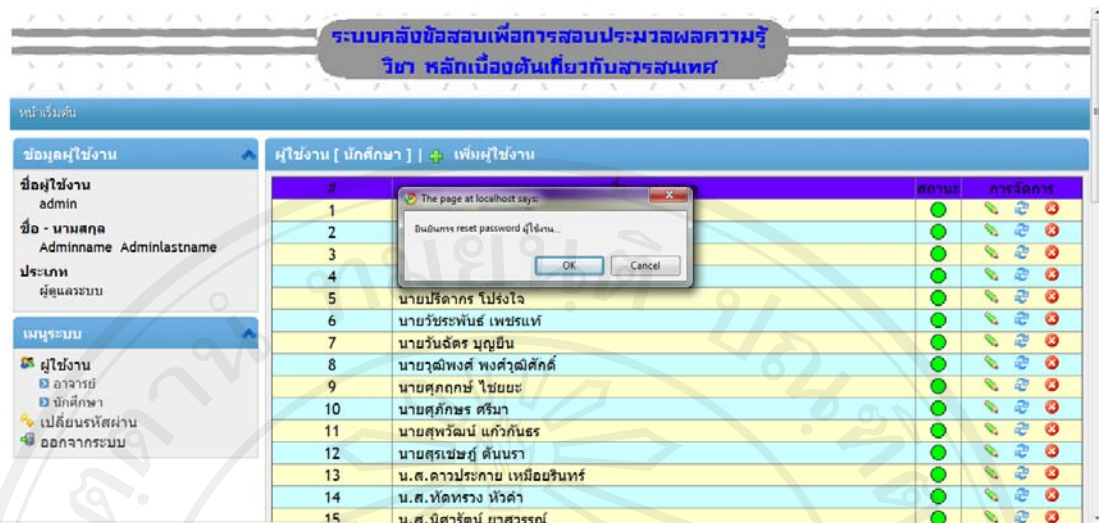 ระบบคลังข้อสอบเพื่อการสอบประมวลผลความรู้
วิชา หลักเบื้องต้นเกี่ยวกับสารสนเทศ
หน้าเริ่มต้น
ข้อมูลผู้ใช้งาน
ชื่อผู้ใช้งาน
admin
ชื่อ - นามสกุล
Adminname Adminlastname
ประเภท
ผู้ดูแลระบบ
เมนูระบบ
ผู้ใช้งาน
อาจารย์
นักศึกษา
เปลี่ยนรหัสผ่าน
ออกจากระบบ
ผู้ใช้งาน [ นักศึกษา ] | เพิ่มผู้ใช้งาน
# สถานะ การจัดการ
The page at localhost says:
ยืนยันการ reset password ผู้ใช้งาน...
OK Cancel
1
2
3
4
5 นายปรีดากร โปร่งใจ
6 นายวัชระพันธ์ เพชรแท้
7 นายวันฉัตร บุญยืน
8 นายวุฒิพงศ์ พงศ์วุฒิศักดิ์
9 นายศุภฤกษ์ ไชยยะ
10 นายศุภักษร ศรีมา
11 นายสุพวัฒน์ แก้วกันธร
12 นายสุรเชษฎ์ ตันนรา
13 น.ส.ดาวประกาย เหมือยรินทร์
14 น.ส.ทัดทรวง หัวคำ
15 น.ส.นิศารัตน์ ยาสุวรรณ์